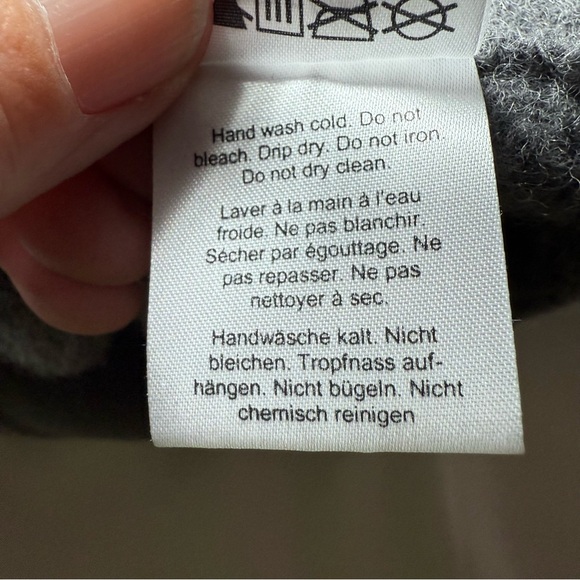 Hand wash cold. Do not
bleach. Drip dry. Do not iron.
Do not dry clean.
Laver à la main à l'eau
froide. Ne pas blanchir.
Sécher par égouttage. Ne
pas repasser. Ne pas
nettoyer à sec.
Handwäsche kalt. Nicht
bleichen. Tropfnass auf-
hängen. Nicht bügeln. Nicht
chemisch reinigen